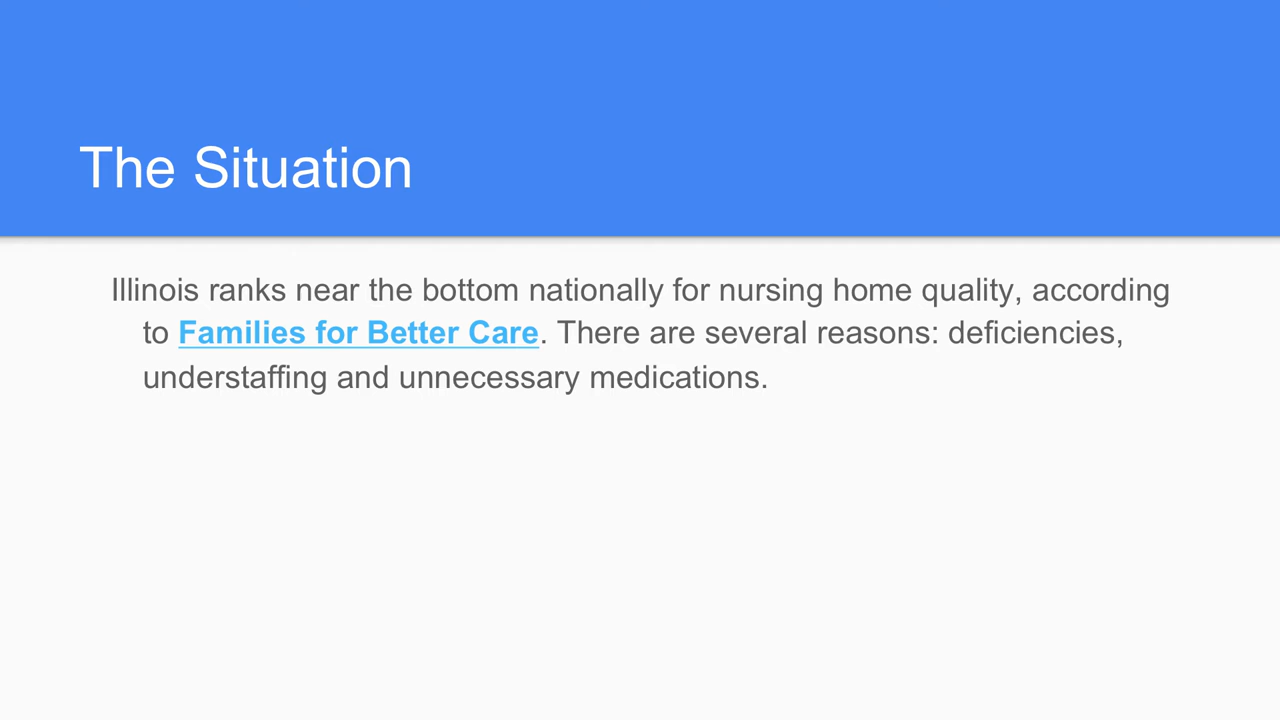 The Situation
Illinois ranks near the bottom nationally for nursing home quality, according
to Families for Better Care. There are several reasons: deficiencies,
understaffing and unnecessary medications.